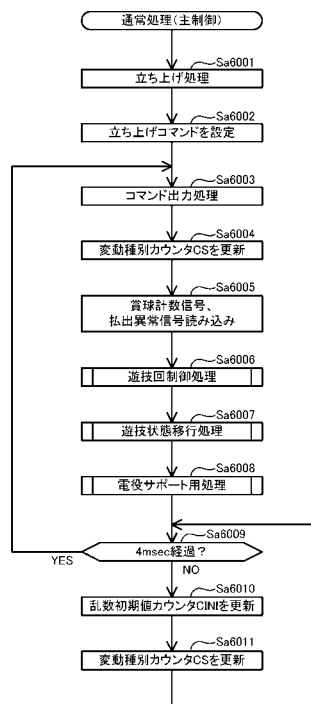 通常処理(主制御)
Sa6001
立ち上げ処理
Sa6002
立ち上げコマンドを設定
Sa6003
コマンド出力処理
Sa6004
変動種別カウンタCSを更新
Sa6005
賞球計数信号、
払出異常信号読み込み
Sa6006
遊技回制御処理
Sa6007
遊技状態移行処理
Sa6008
電役サポート用処理
Sa6009
4msec経過?
YES
NO
Sa6010
乱数初期値カウンタCINIを更新
Sa6011
変動種別カウンタCSを更新